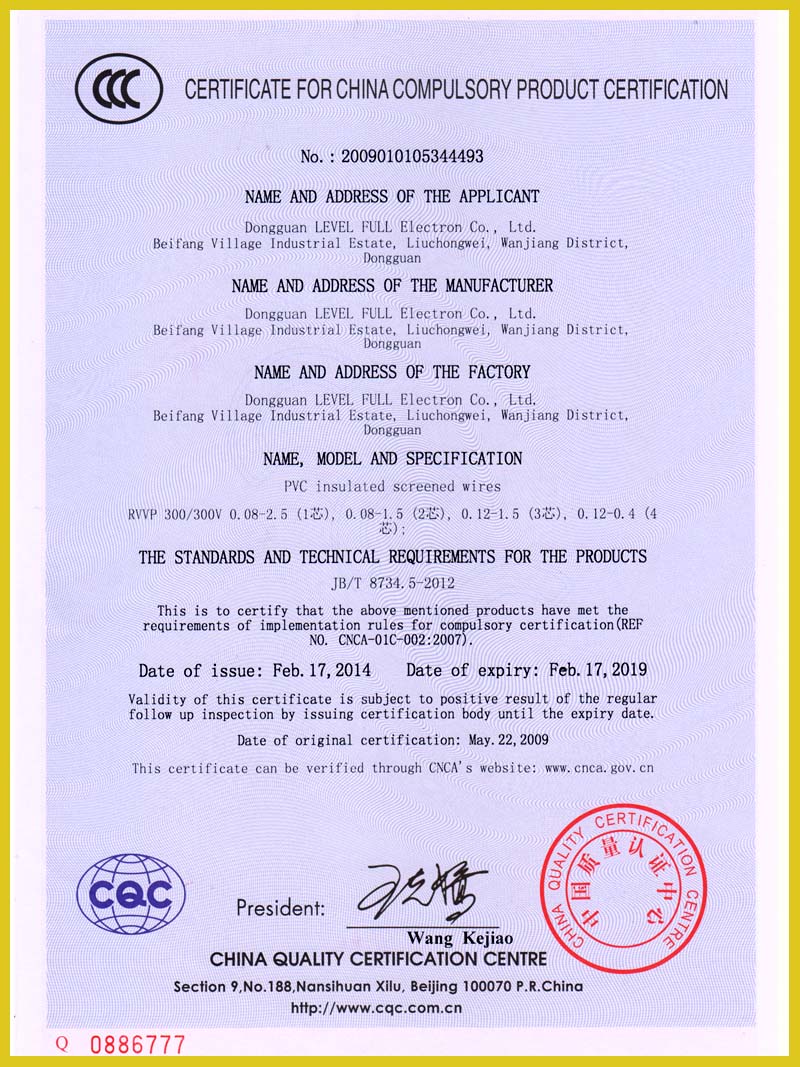 CCC
CERTIFICATE FOR CHINA COMPULSORY PRODUCT CERTIFICATION
No.: 2009010105344493
NAME AND ADDRESS OF THE APPLICANT
Dongguan LEVEL FULL Electron Co., Ltd.
Beifang Village Industrial Estate, Liuchongwei, Wanjiang District,
Dongguan
NAME AND ADDRESS OF THE MANUFACTURER
Dongguan LEVEL FULL Electron Co., Ltd.
Beifang Village Industrial Estate, Liuchongwei, Wanjiang District,
Dongguan
NAME AND ADDRESS OF THE FACTORY
Dongguan LEVEL FULL Electron Co., Ltd.
Beifang Village Industrial Estate, Liuchongwei, Wanjiang District,
Dongguan
NAME, MODEL AND SPECIFICATION
PVC insulated screened wires
RVVP 300/300V 0.08-2.5 (1芯), 0.08-1.5 (2芯), 0.12-1.5 (3芯), 0.12-0.4 (4
芯);
THE STANDARDS AND TECHNICAL REQUIREMENTS FOR THE PRODUCTS
JB/T 8734.5-2012
This is to certify that the above mentioned products have met the
requirements of implementation rules for compulsory certification(REF
NO. CNCA-01C-002:2007).
Date of issue: Feb.17,2014 Date of expiry: Feb.17,2019
Validity of this certificate is subject to positive result of the regular
follow up inspection by issuing certification body until the expiry date.
Date of original certification: May.22,2009
This certificate can be verified through CNCA's website: www.cnca.gov.cn
CHINA QUALITY CERTIFICATION CENTRE
中国质量认证中心
CQC
President:
Wang Kejiao
CHINA QUALITY CERTIFICATION CENTRE
Section 9,No.188,Nansihuan Xilu, Beijing 100070 P.R.China
http://www.cqc.com.cn
Q 0886777